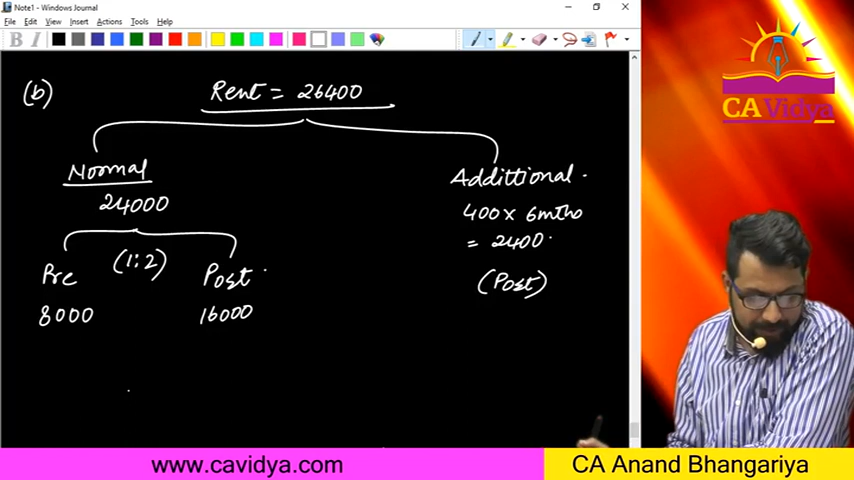 Note1 - Windows Journal
File Edit View Insert Actions Tools Help
B I
(b)
Rent = 26400
Normal
24000
Addittional.
400 x 6mths
= 2400.
(Post)
Pre (1:2) Post.
8000 16000
CA Vidya
www.cavidya.com
CA Anand Bhangariya